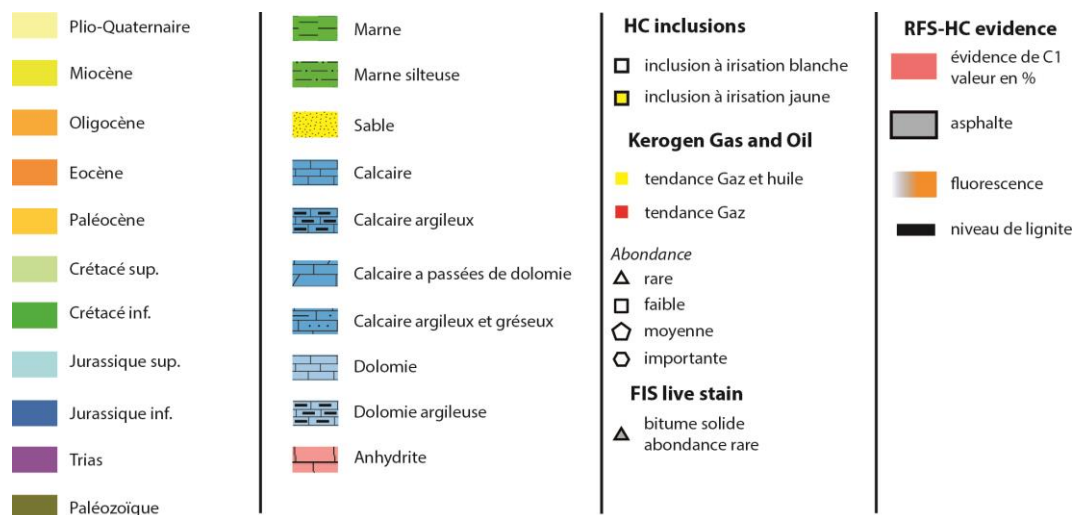 Plio-Quaternaire
Miocène
Oligocène
Eocène
Paléocène
Crétacé sup.
Crétacé inf.
Jurassique sup.
Jurassique inf.
Trias
Paléozoïque
Marne
Marne silteuse
Sable
Calcaire
Calcaire argileux
Calcaire a passées de dolomie
Calcaire argileux et gréseux
Dolomie
Dolomie argileuse
Anhydrite
HC inclusions
inclusion à irisation blanche
inclusion à irisation jaune
Kerogen Gas and Oil
tendance Gaz et huile
tendance Gaz
Abondance
rare
faible
moyenne
importante
FIS live stain
bitume solide
abondance rare
RFS-HC evidence
évidence de C1
valeur en %
asphalte
fluorescence
niveau de lignite